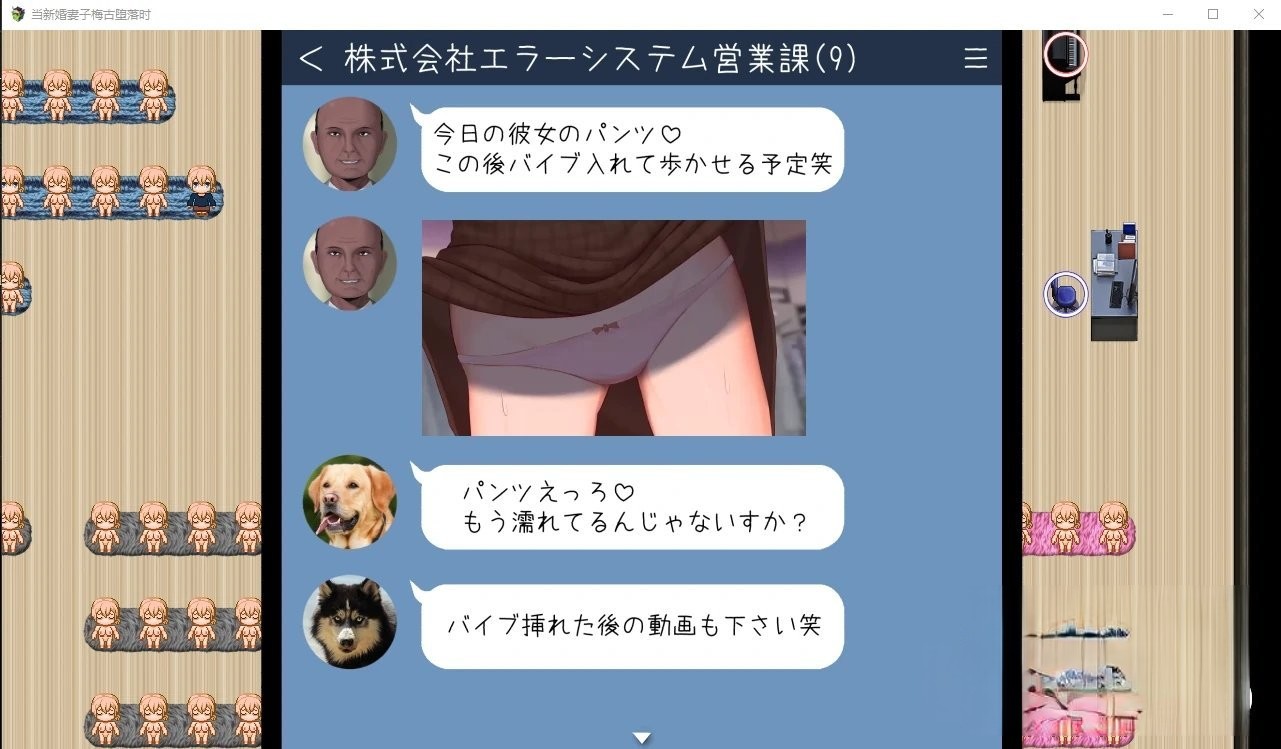 当新婚妻子梅古堕落时
< 株式会社エラーシステム営業課(9)
今日の彼女のパンツ♡
この後バイブ入れて歩かせる予定笑
パンツえっろ♡
もう濡れてるんじゃないすか？
バイブ挿れた後の動画も下さい笑